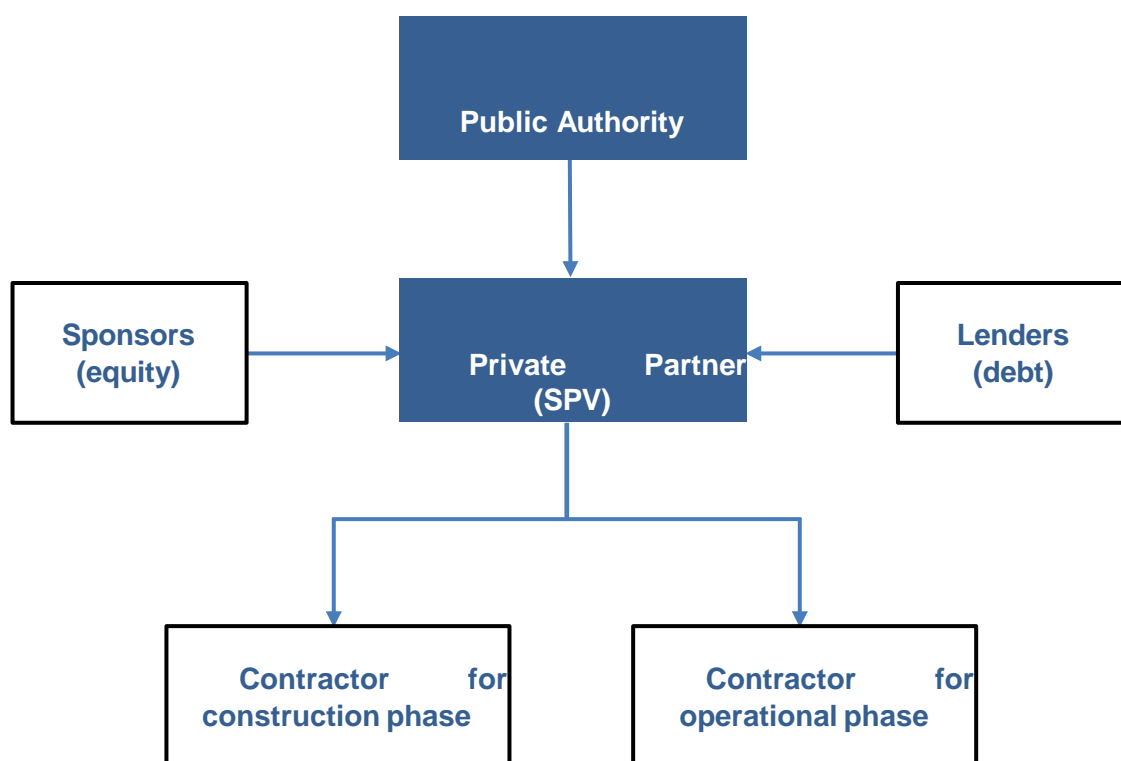 Public Authority
Sponsors
(equity)
Private Partner
(SPV)
Lenders
(debt)
Contractor for
construction phase
Contractor for
operational phase